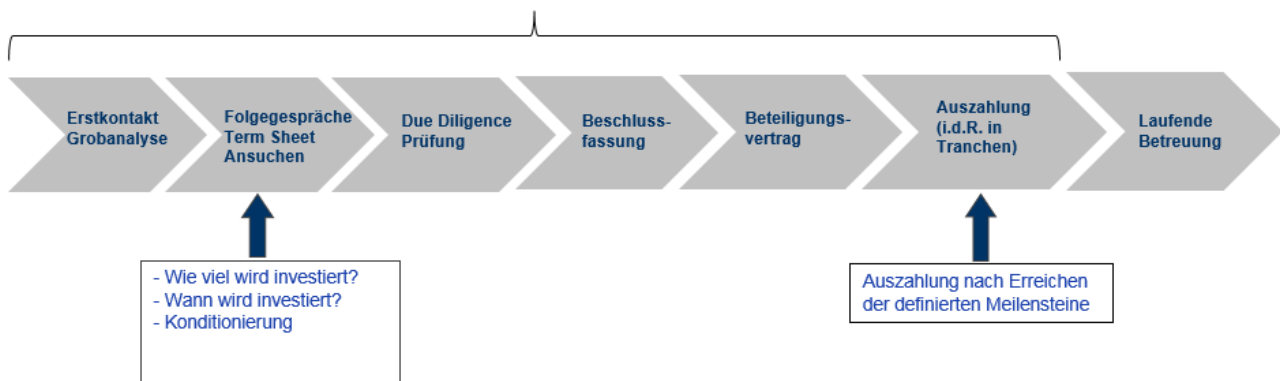 Erstkontakt
Grobanalyse
Folgegespräche
Term Sheet
Ansuchen
Due Diligence
Prüfung
Beschluss-
fassung
Beteiligungs-
vertrag
Auszahlung
(i.d.R. in
Tranchen)
Laufende
Betreuung
- Wie viel wird investiert?
- Wann wird investiert?
- Konditionierung
Auszahlung nach Erreichen
der definierten Meilensteine